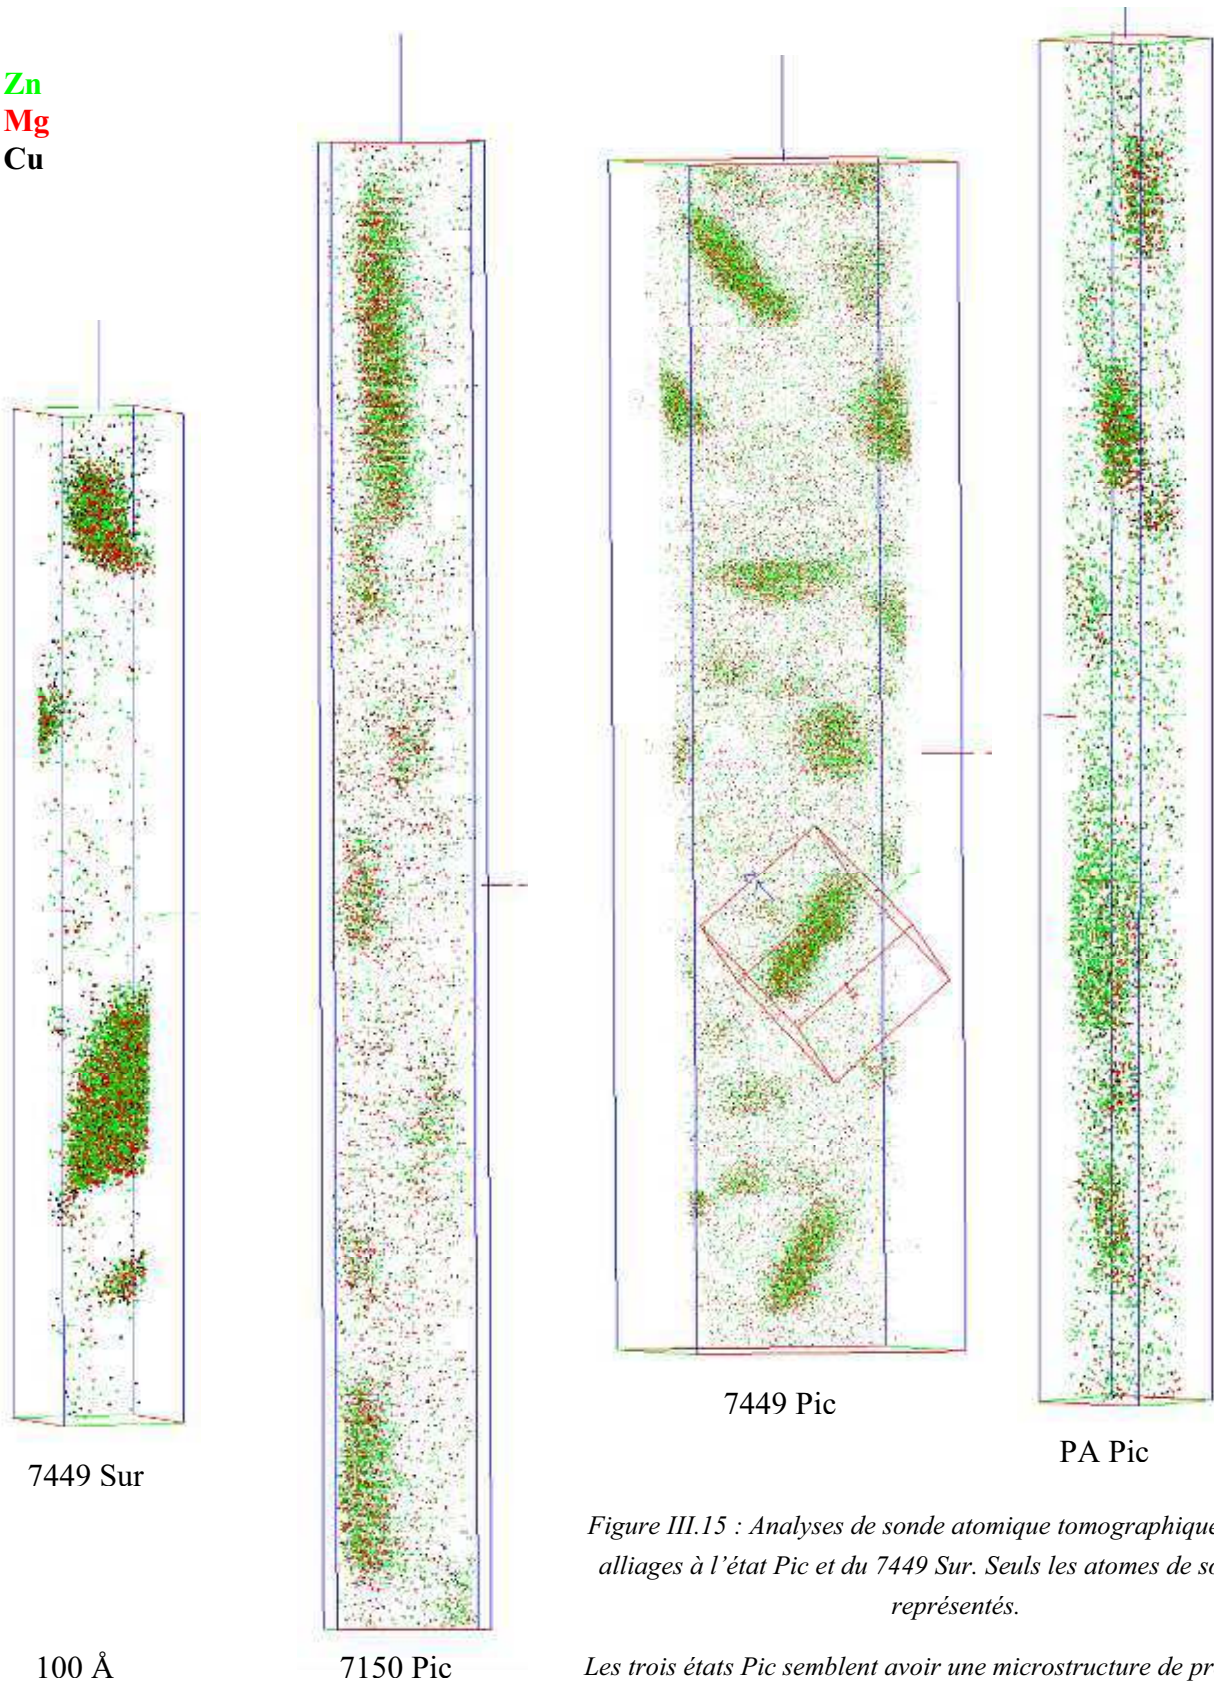 Zn
Mg
Cu
7449 Sur
100 Å
7150 Pic
7449 Pic
PA Pic
Figure III.15 : Analyses de sonde atomique tomographique
alliages à l'état Pic et du 7449 Sur. Seuls les atomes de
représentés.
Les trois états Pic semblent avoir une microstructure de